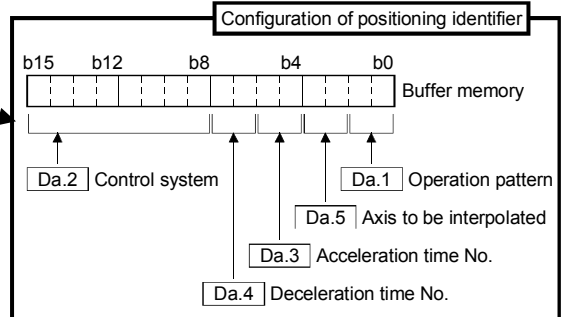 Configuration of positioning identifier
b15 b12 b8 b4 b0
Buffer memory
Da.2 Control system
Da.1 Operation pattern
Da.5 Axis to be interpolated
Da.3 Acceleration time No.
Da.4 Deceleration time No.